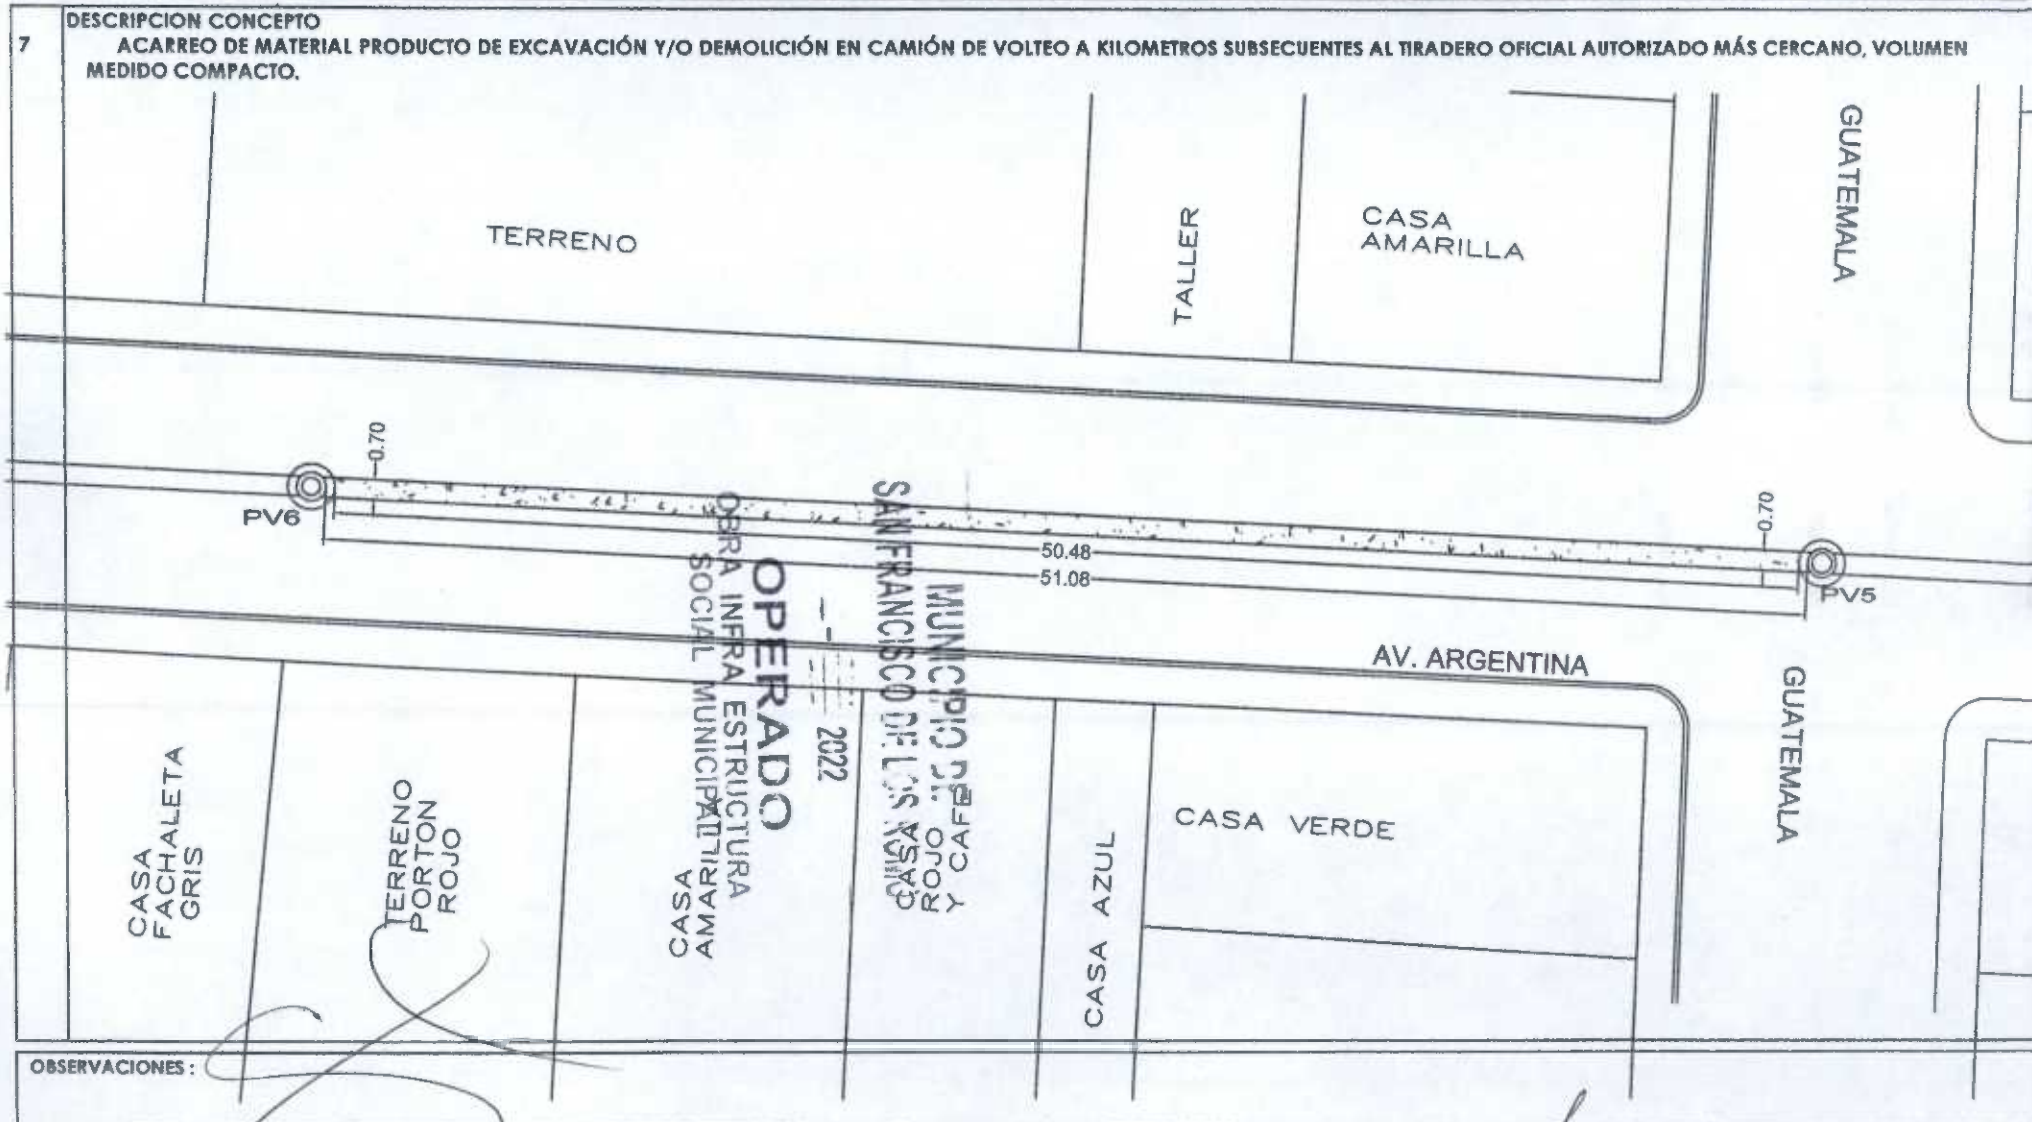 DESCRIPCION CONCEPTO
7
ACARREO DE MATERIAL PRODUCTO DE EXCAVACIÓN Y/O DEMOLICIÓN EN CAMIÓN DE VOLTEO A KILOMETROS SUBSECUENTES AL TIRADERO OFICIAL AUTORIZADO MÁS CERCANO, VOLUMEN
MEDIDO COMPACTO.
TERRENO
TALLER
CASA
AMARILLA
GUATEMALA
0.70
PV6
0.70
50.48
51.08
PV5
AV. ARGENTINA
GUATEMALA
MUNICIPIO DE
SAN FRANCISCO DE LOS
2022
OPERADO
OBRA INFRA ESTRUCTURA
SOCIAL MUNICIPAL
CASA
FACHALETA
GRIS
TERRENO
PORTON
ROJO
CASA
AMARILLA
CASA
ROJO
Y CAFE
CASA AZUL
CASA VERDE
OBSERVACIONES :